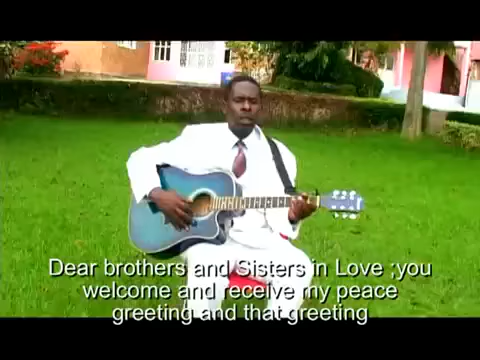 Dear brothers and Sisters in Love ;you
welcome and receive my peace
greeting and that greeting